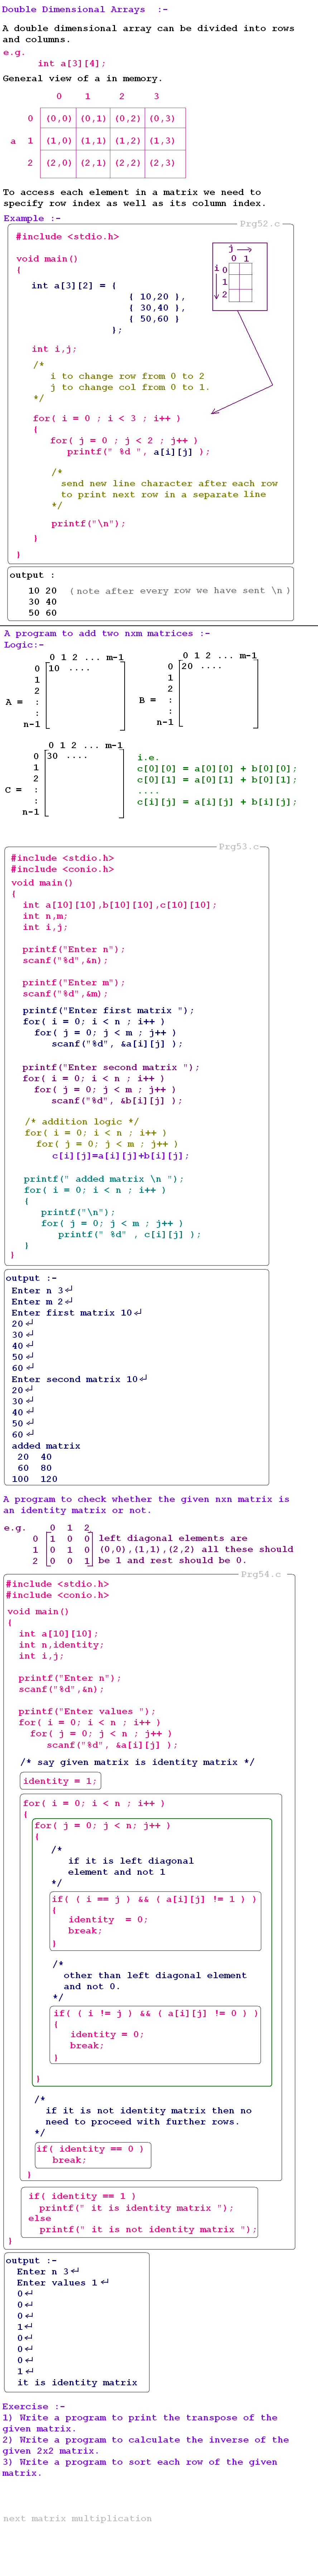 Double Dimensional Arrays :-
A double dimensional array can be divided into rows
and columns.
e.g.
int a[3][4];
General view of a in memory.
0 1 2 3
0 (0,0) (0,1) (0,2) (0,3)
a 1 (1,0) (1,1) (1,2) (1,3)
2 (2,0) (2,1) (2,2) (2,3)
To access each element in a matrix we need to
specify row index as well as its column index.
Example :-
Prg52.c
#include <stdio.h>
void main()
{
int a[3][2] = {
{ 10,20 },
{ 30,40 },
{ 50,60 }
};
j
0 1
i 0
1
2
int i,j;
/*
i to change row from 0 to 2
j to change col from 0 to 1.
*/
for( i = 0 ; i < 3 ; i++ )
{
for( j = 0 ; j < 2 ; j++ )
printf(" %d ", a[i][j] );
/*
send new line character after each row
to print next row in a separate line
*/
printf("\n");
}
}
output :
10 20 (note after every row we have sent \n )
30 40
50 60
A program to add two nxm matrices :-
Logic:-
0 1 2 ... m-1
0 10 ....
1
2
A = :
:
n-1
0 1 2 ... m-1
0 20 ....
1
2
B = :
:
n-1
0 1 2 ... m-1
0 30 ....
1
2
C = :
:
n-1
i.e.
c[0][0] = a[0][0] + b[0][0];
c[0][1] = a[0][1] + b[0][1];
....
c[i][j] = a[i][j] + b[i][j];
Prg53.c
#include <stdio.h>
#include <conio.h>
void main()
{
int a[10][10],b[10][10],c[10][10];
int n,m;
int i,j;
printf("Enter n");
scanf("%d",&n);
printf("Enter m");
scanf("%d",&m);
printf("Enter first matrix ");
for( i = 0; i < n ; i++ )
for( j = 0; j < m ; j++ )
scanf("%d", &a[i][j] );
printf("Enter second matrix ");
for( i = 0; i < n ; i++ )
for( j = 0; j < m ; j++ )
scanf("%d", &b[i][j] );
/* addition logic */
for( i = 0; i < n ; i++ )
for( j = 0; j < m ; j++ )
c[i][j]=a[i][j]+b[i][j];
printf(" added matrix \n ");
for( i = 0; i < n ; i++ )
{
printf("\n");
for( j = 0; j < m ; j++ )
printf(" %d" , c[i][j] );
}
}
output :-
Enter n 3↵
Enter m 2↵
Enter first matrix 10↵
20↵
30↵
40↵
50↵
60↵
Enter second matrix 10↵
20↵
30↵
40↵
50↵
60↵
added matrix
20 40
60 80
100 120
A program to check whether the given nxn matrix is
an identity matrix or not.
e.g. 0 1 2
0 1 0 0 left diagonal elements are
1 0 1 0 (0,0),(1,1),(2,2) all these should
2 0 0 1 be 1 and rest should be 0.
Prg54.c
#include <stdio.h>
#include <conio.h>
void main()
{
int a[10][10];
int n,identity;
int i,j;
printf("Enter n");
scanf("%d",&n);
printf("Enter values ");
for( i = 0; i < n ; i++ )
for( j = 0; j < n ; j++ )
scanf("%d", &a[i][j] );
/* say given matrix is identity matrix */
identity = 1;
for( i = 0; i < n ; i++ )
{
for( j = 0; j < n; j++ )
{
/*
if it is left diagonal
element and not 1
*/
if( ( i == j ) && ( a[i][j] != 1 ) )
{
identity = 0;
break;
}
/*
other than left diagonal element
and not 0.
*/
if( ( i != j ) && ( a[i][j] != 0 ) )
{
identity = 0;
break;
}
}
/*
if it is not identity matrix then no
need to proceed with further rows.
*/
if( identity == 0 )
break;
}
if( identity == 1 )
printf(" it is identity matrix ");
else
printf(" it is not identity matrix ");
}
output :-
Enter n 3↵
Enter values 1 ↵
0↵
0↵
0↵
1↵
0↵
0↵
0↵
1↵
it is identity matrix
Exercise :-
1) Write a program to print the transpose of the
given matrix.
2) Write a program to calculate the inverse of the
given 2x2 matrix.
3) Write a program to sort each row of the given
matrix.
next matrix multiplication